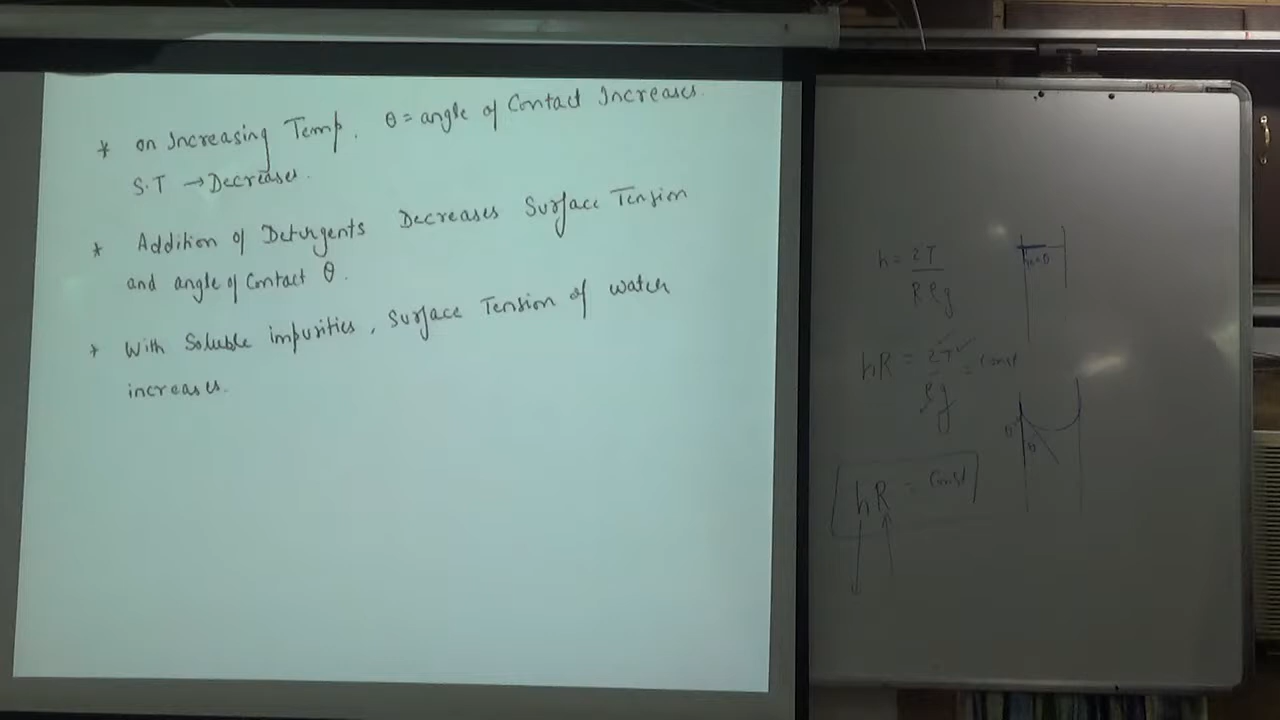 * on Increasing Temp. θ = angle of Contact Increases.
S.T → Decreases.
* Addition of Detergents Decreases Surface Tension
and angle of Contact θ.
* With Soluble impurities, Surface Tension of water
increases.
h = 2T / Rρg
hR = 2T / ρg = Const
hR = Const
θ